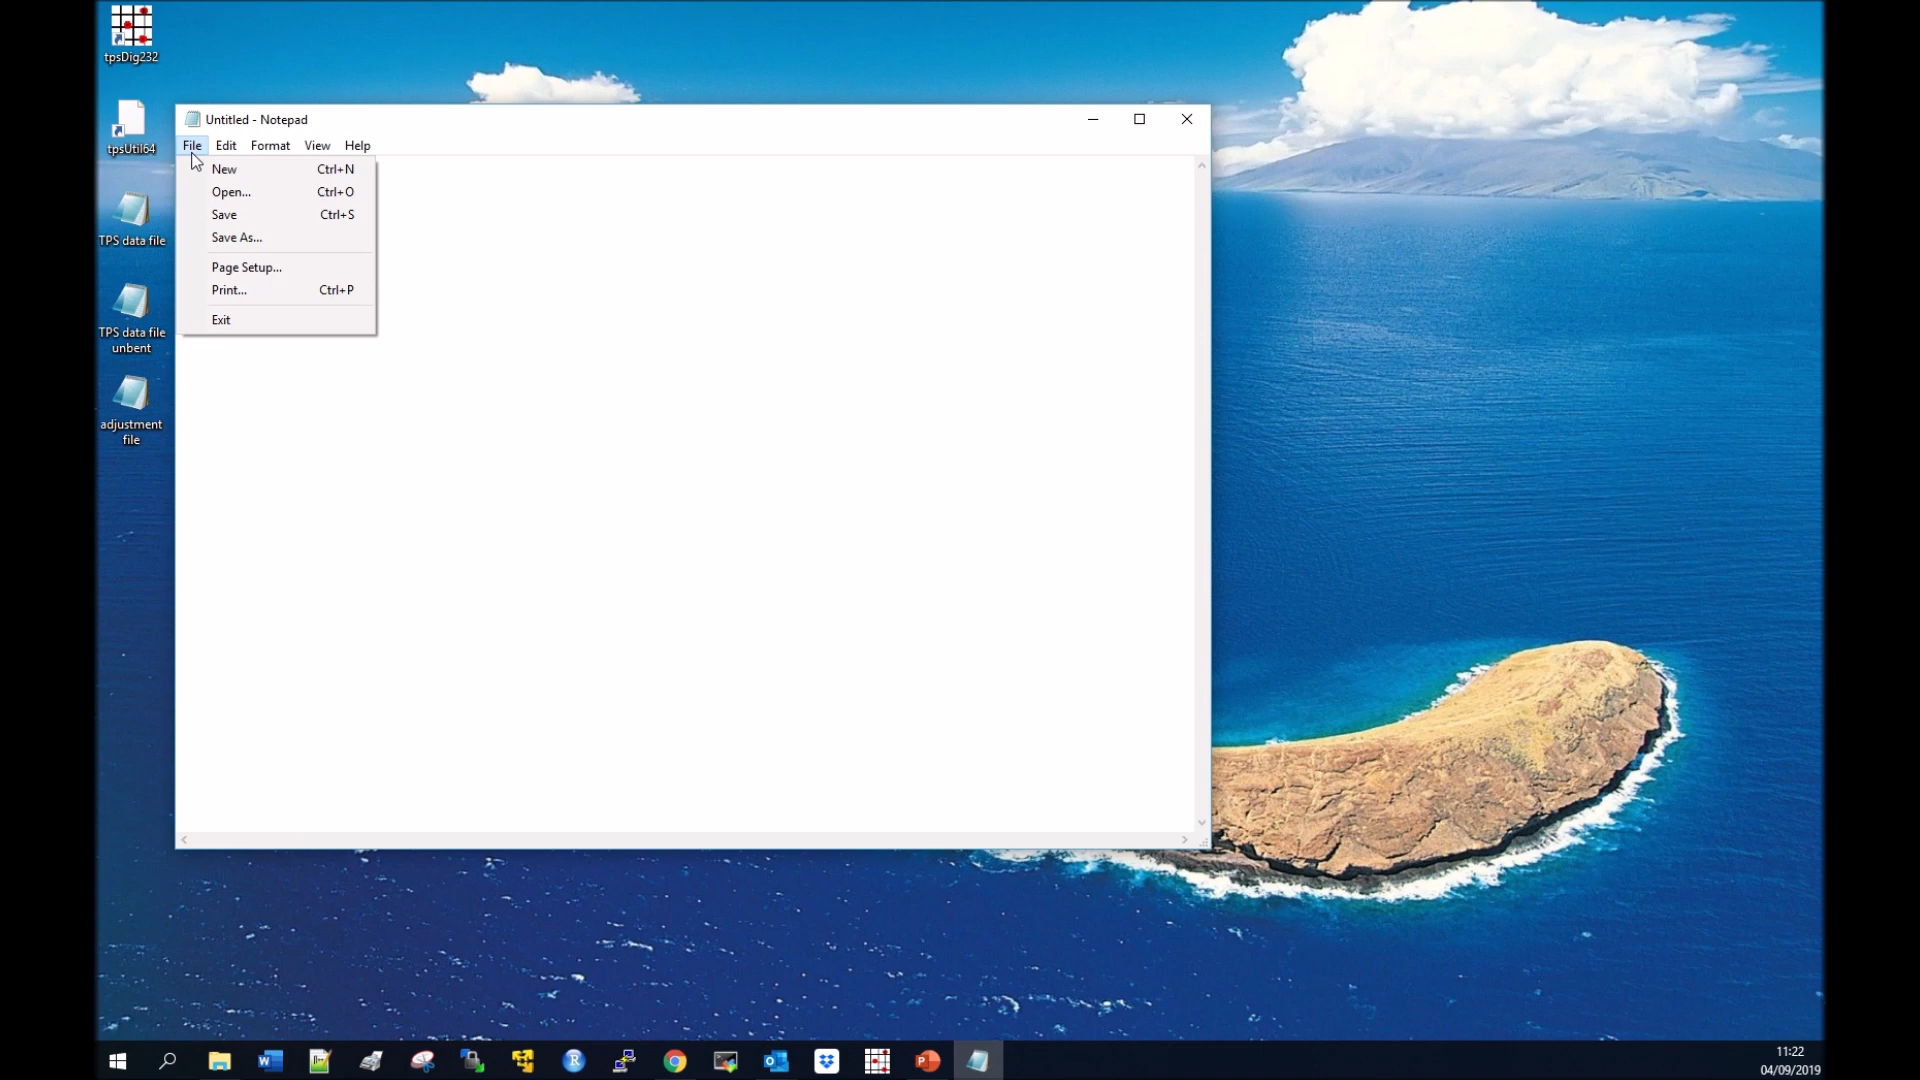 tpsDig232
tpsUtil64
TPS data file
TPS data file
unbent
adjustment
file
Untitled - Notepad
File Edit Format View Help
New Ctrl+N
Open... Ctrl+O
Save Ctrl+S
Save As...
Page Setup...
Print... Ctrl+P
Exit
11:22
04/09/2019